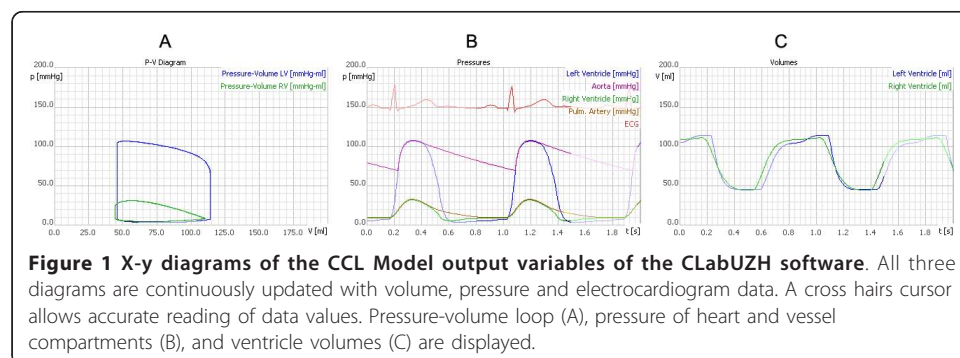 A
B
C
P-V Diagram
200.0
p [mmHg]
Pressure-Volume LV [mmHg-ml]
Pressure-Volume RV [mmHg-ml]
150.0
100.0
50.0
0.0
0.0 25.0 50.0 75.0 100.0 125.0 150.0 175.0 V [ml]
Pressures
200.0
p [mmHg]
Left Ventricle [mmHg]
Aorta [mmHg]
Right Ventricle [mmHg]
Pulm. Artery [mmHg]
ECG
150.0
100.0
50.0
0.0
0.0 0.2 0.4 0.6 0.8 1.0 1.2 1.4 1.6 1.8 t [s]
Volumes
200.0
V [ml]
Left Ventricle [ml]
Right Ventricle [ml]
150.0
100.0
50.0
0.0
0.0 0.2 0.4 0.6 0.8 1.0 1.2 1.4 1.6 1.8 t [s]
Figure 1 X-y diagrams of the CCL Model output variables of the CLabUZH software. All three
diagrams are continuously updated with volume, pressure and electrocardiogram data. A cross hairs cursor
allows accurate reading of data values. Pressure-volume loop (A), pressure of heart and vessel
compartments (B), and ventricle volumes (C) are displayed.